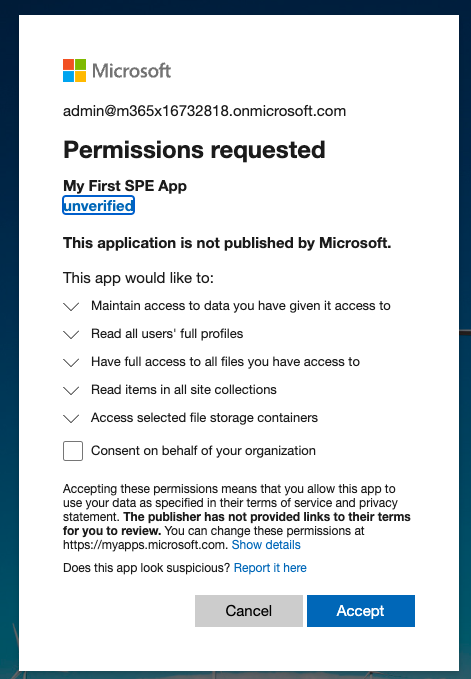 Microsoft
admin@m365x16732818.onmicrosoft.com
Permissions requested
My First SPE App
unverified
This application is not published by Microsoft.
This app would like to:
Maintain access to data you have given it access to
Read all users' full profiles
Have full access to all files you have access to
Read items in all site collections
Access selected file storage containers
Consent on behalf of your organization
Accepting these permissions means that you allow this app to
use your data as specified in their terms of service and privacy
statement. The publisher has not provided links to their terms
for you to review. You can change these permissions at
https://myapps.microsoft.com. Show details
Does this app look suspicious? Report it here
Cancel
Accept